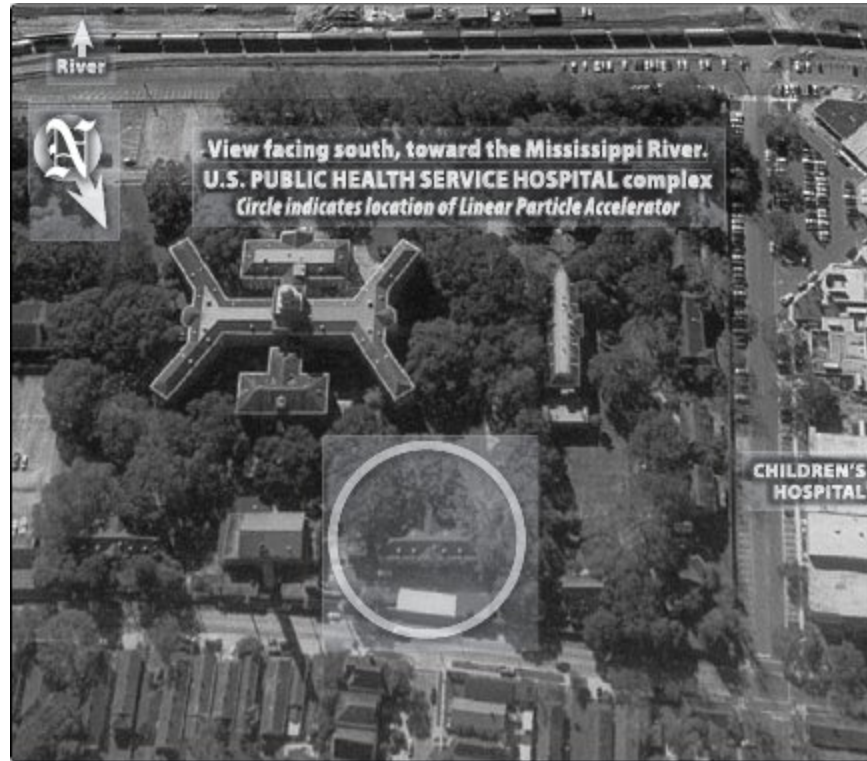 River
N
View facing south, toward the Mississippi River.
U.S. PUBLIC HEALTH SERVICE HOSPITAL complex
Circle indicates location of Linear Particle Accelerator
CHILDREN'S
HOSPITAL